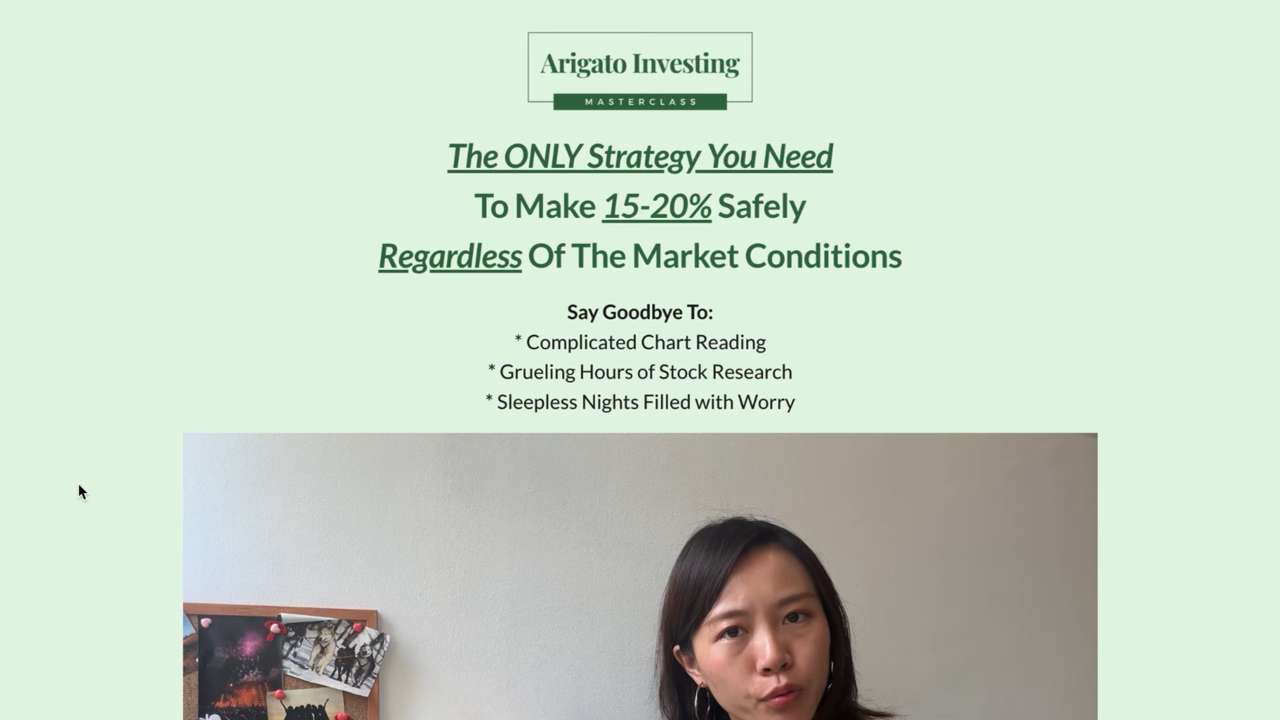 Arigato Investing
MASTERCLASS
The ONLY Strategy You Need
To Make 15-20% Safely
Regardless Of The Market Conditions
Say Goodbye To:
* Complicated Chart Reading
* Grueling Hours of Stock Research
* Sleepless Nights Filled with Worry